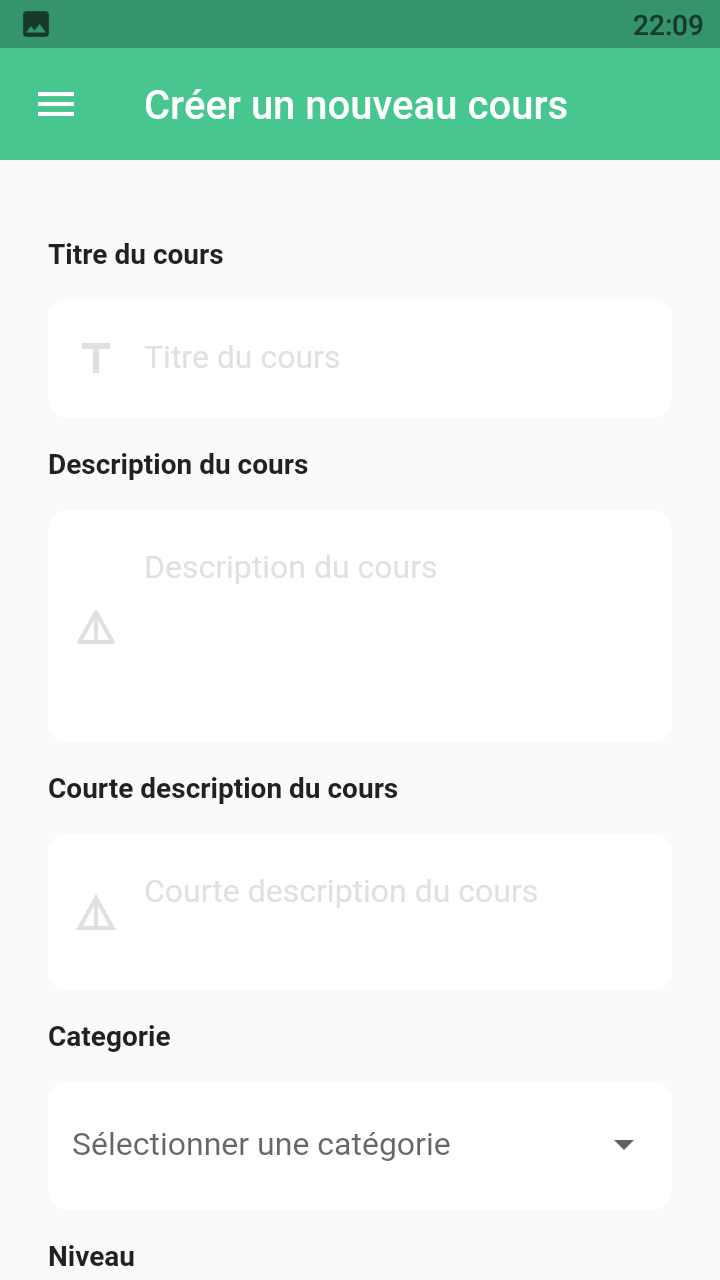 22:09
Créer un nouveau cours
Titre du cours
Titre du cours
Description du cours
Description du cours
Courte description du cours
Courte description du cours
Categorie
Sélectionner une catégorie
Niveau